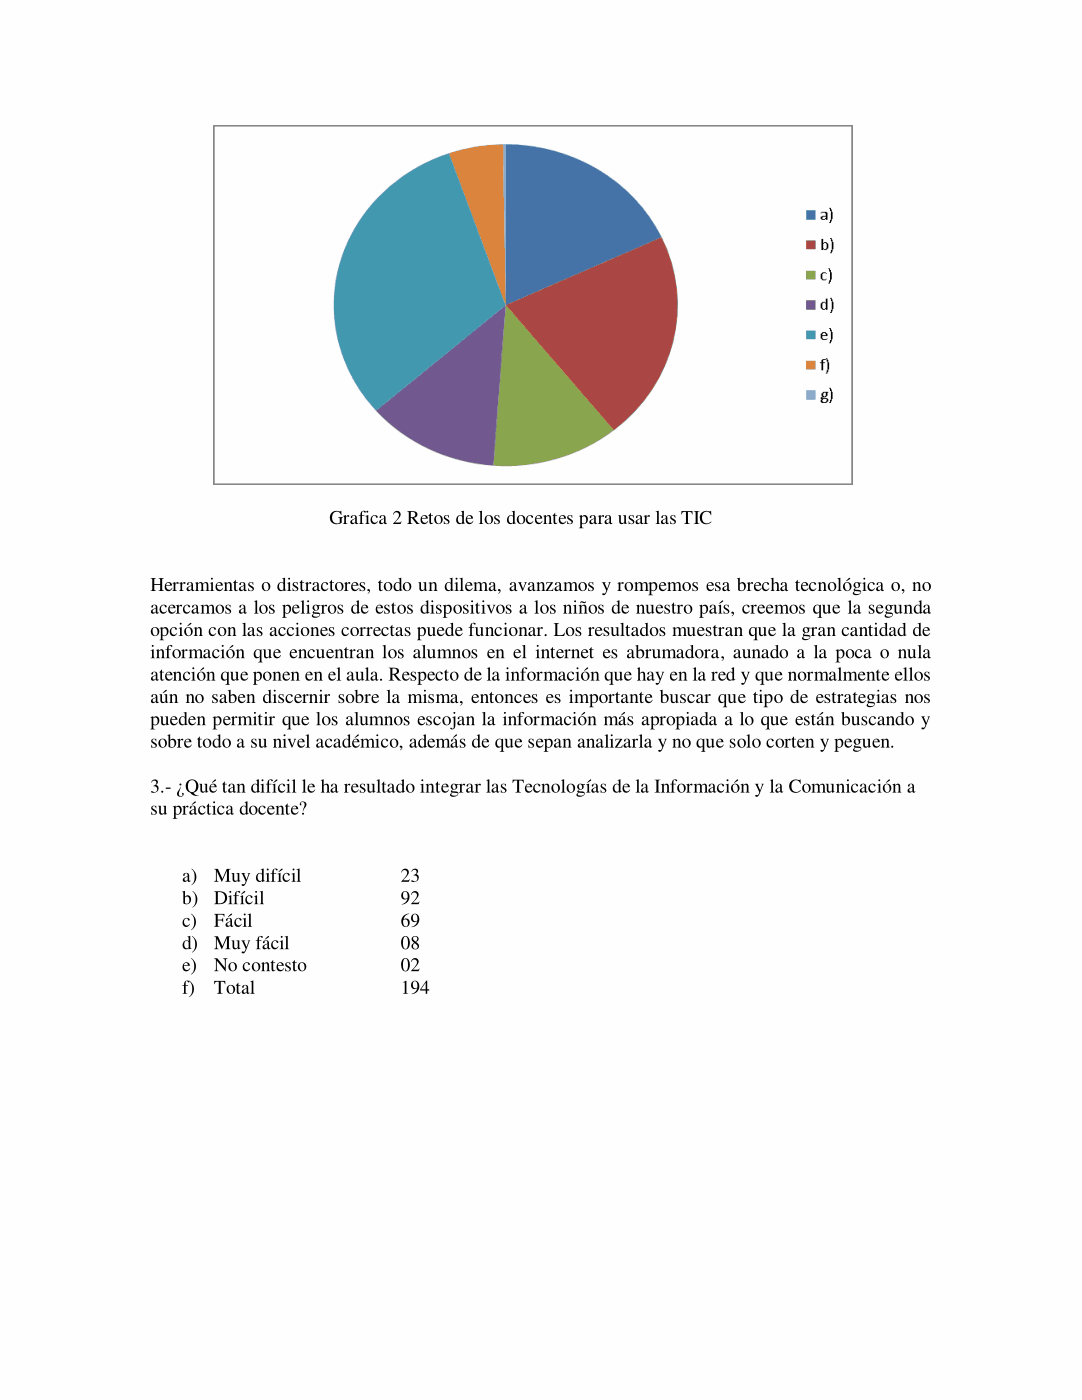 a)
b)
c)
d)
e)
f)
g)
Grafica 2 Retos de los docentes para usar las TIC
Herramientas o distractores, todo un dilema, avanzamos y rompemos esa brecha tecnológica o, no
acercamos a los peligros de estos dispositivos a los niños de nuestro país, creemos que la segunda
opción con las acciones correctas puede funcionar. Los resultados muestran que la gran cantidad de
información que encuentran los alumnos en el internet es abrumadora, aunado a la poca o nula
atención que ponen en el aula. Respecto de la información que hay en la red y que normalmente ellos
aún no saben discernir sobre la misma, entonces es importante buscar que tipo de estrategias nos
pueden permitir que los alumnos escojan la información más apropiada a lo que están buscando y
sobre todo a su nivel académico, además de que sepan analizarla y no que solo corten y peguen.
3.- ¿Qué tan difícil le ha resultado integrar las Tecnologías de la Información y la Comunicación a
su práctica docente?
a) Muy difícil 23
b) Difícil 92
c) Fácil 69
d) Muy fácil 08
e) No contesto 02
f) Total 194